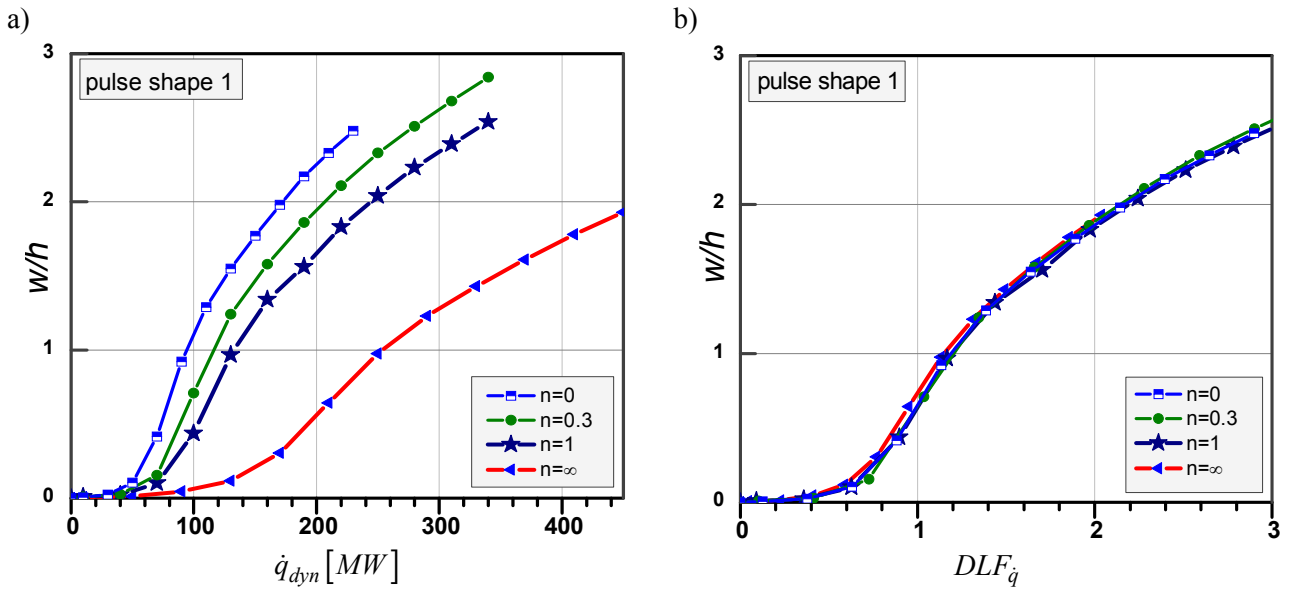 a)
pulse shape 1
3
2
1
0
w/h
0
200
300
400
100
q̇dyn [MW]
n=0
n=0.3
n=1
n=∞
b)
pulse shape 1
3
2
1
0
w/h
0
1
2
3
DLFq̇
n=0
n=0.3
n=1
n=∞